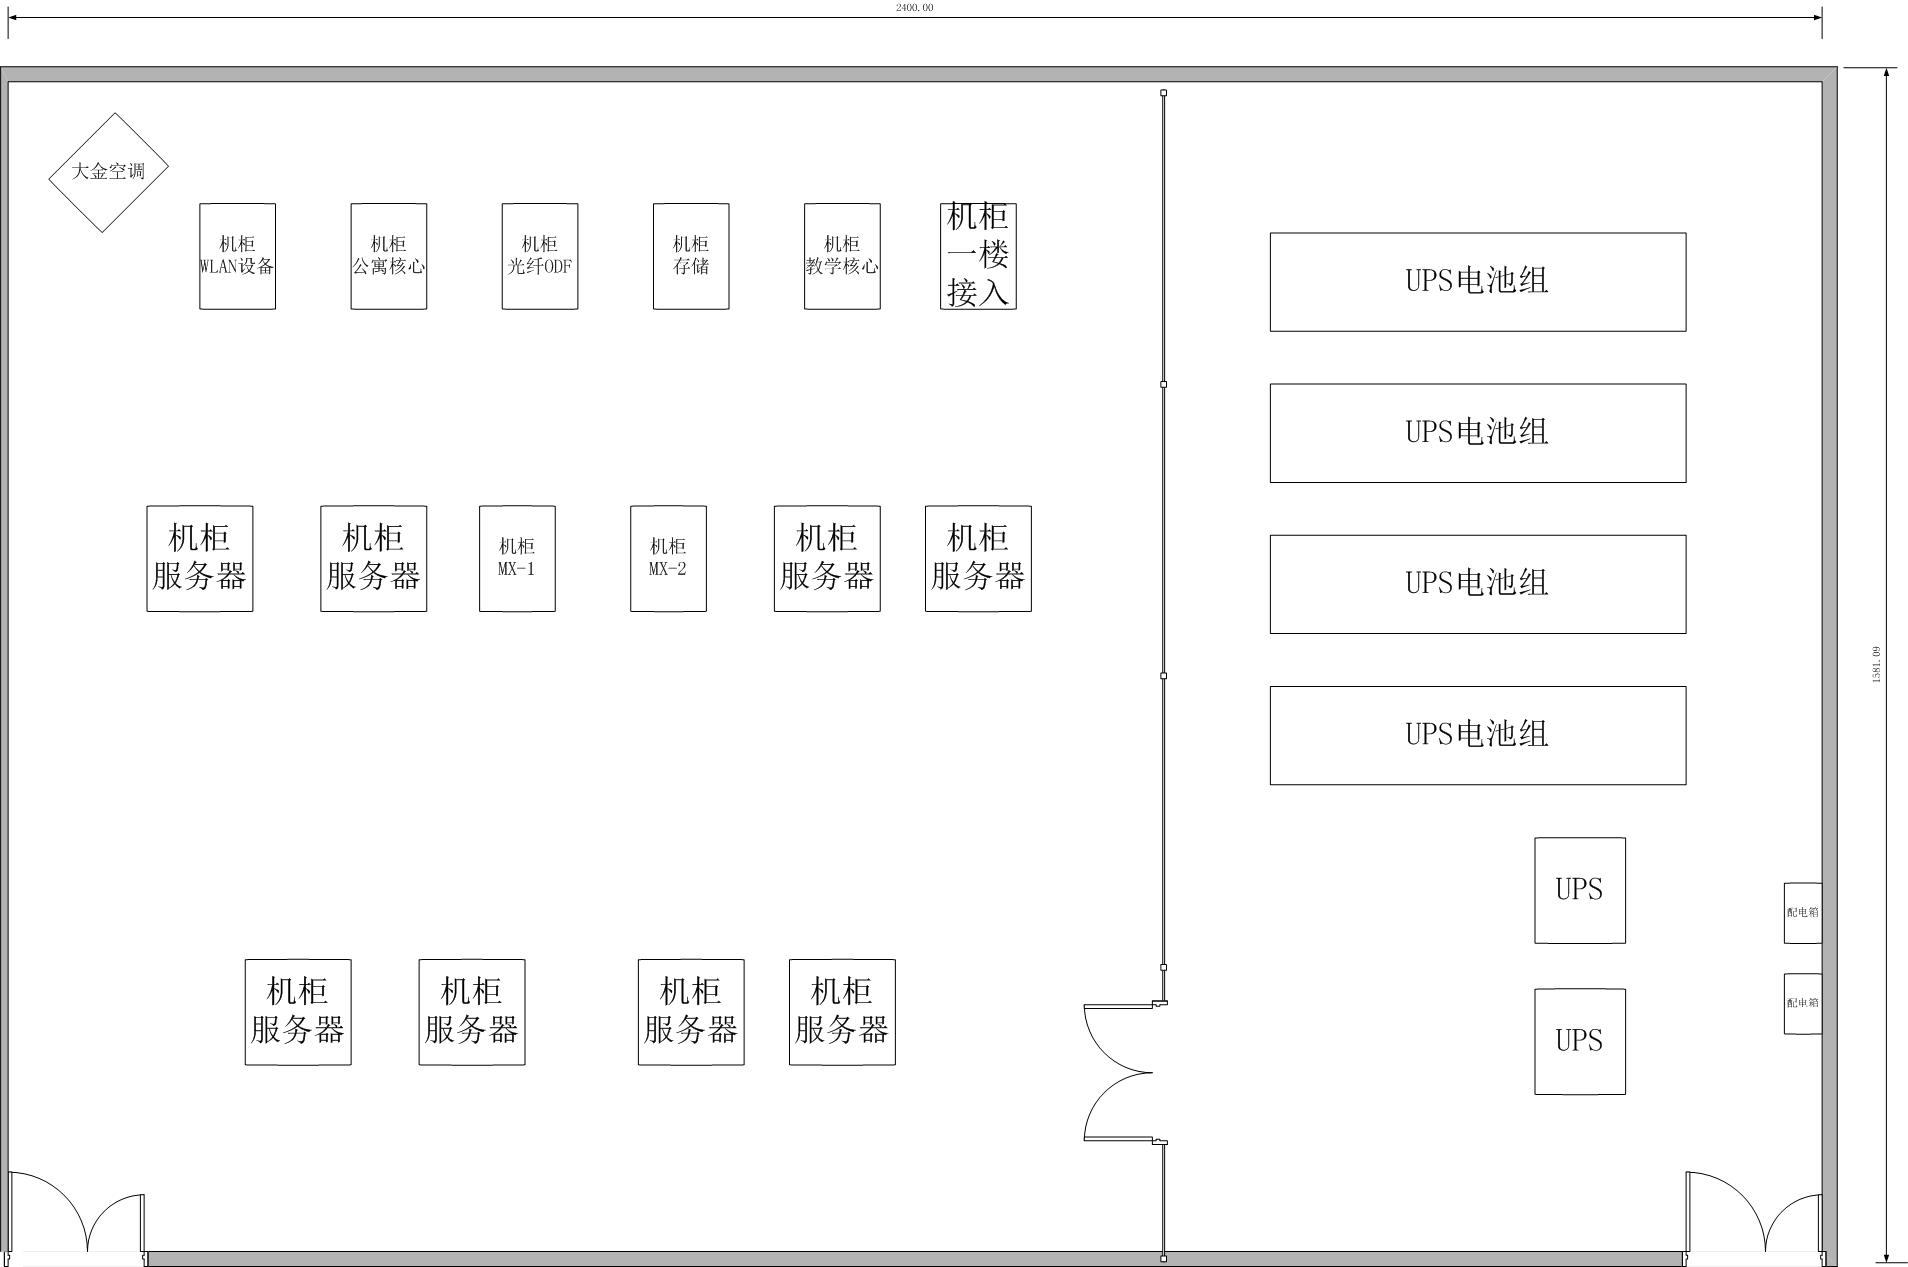 2400.00
大金空调
机柜
WLAN设备
机柜
公寓核心
机柜
光纤ODF
机柜
存储
机柜
教学核心
机柜
一楼
接入
UPS电池组
UPS电池组
机柜
服务器
机柜
服务器
机柜
MX-1
机柜
MX-2
机柜
服务器
机柜
服务器
UPS电池组
1581.09
UPS电池组
UPS
配电箱
机柜
服务器
机柜
服务器
机柜
服务器
机柜
服务器
UPS
配电箱